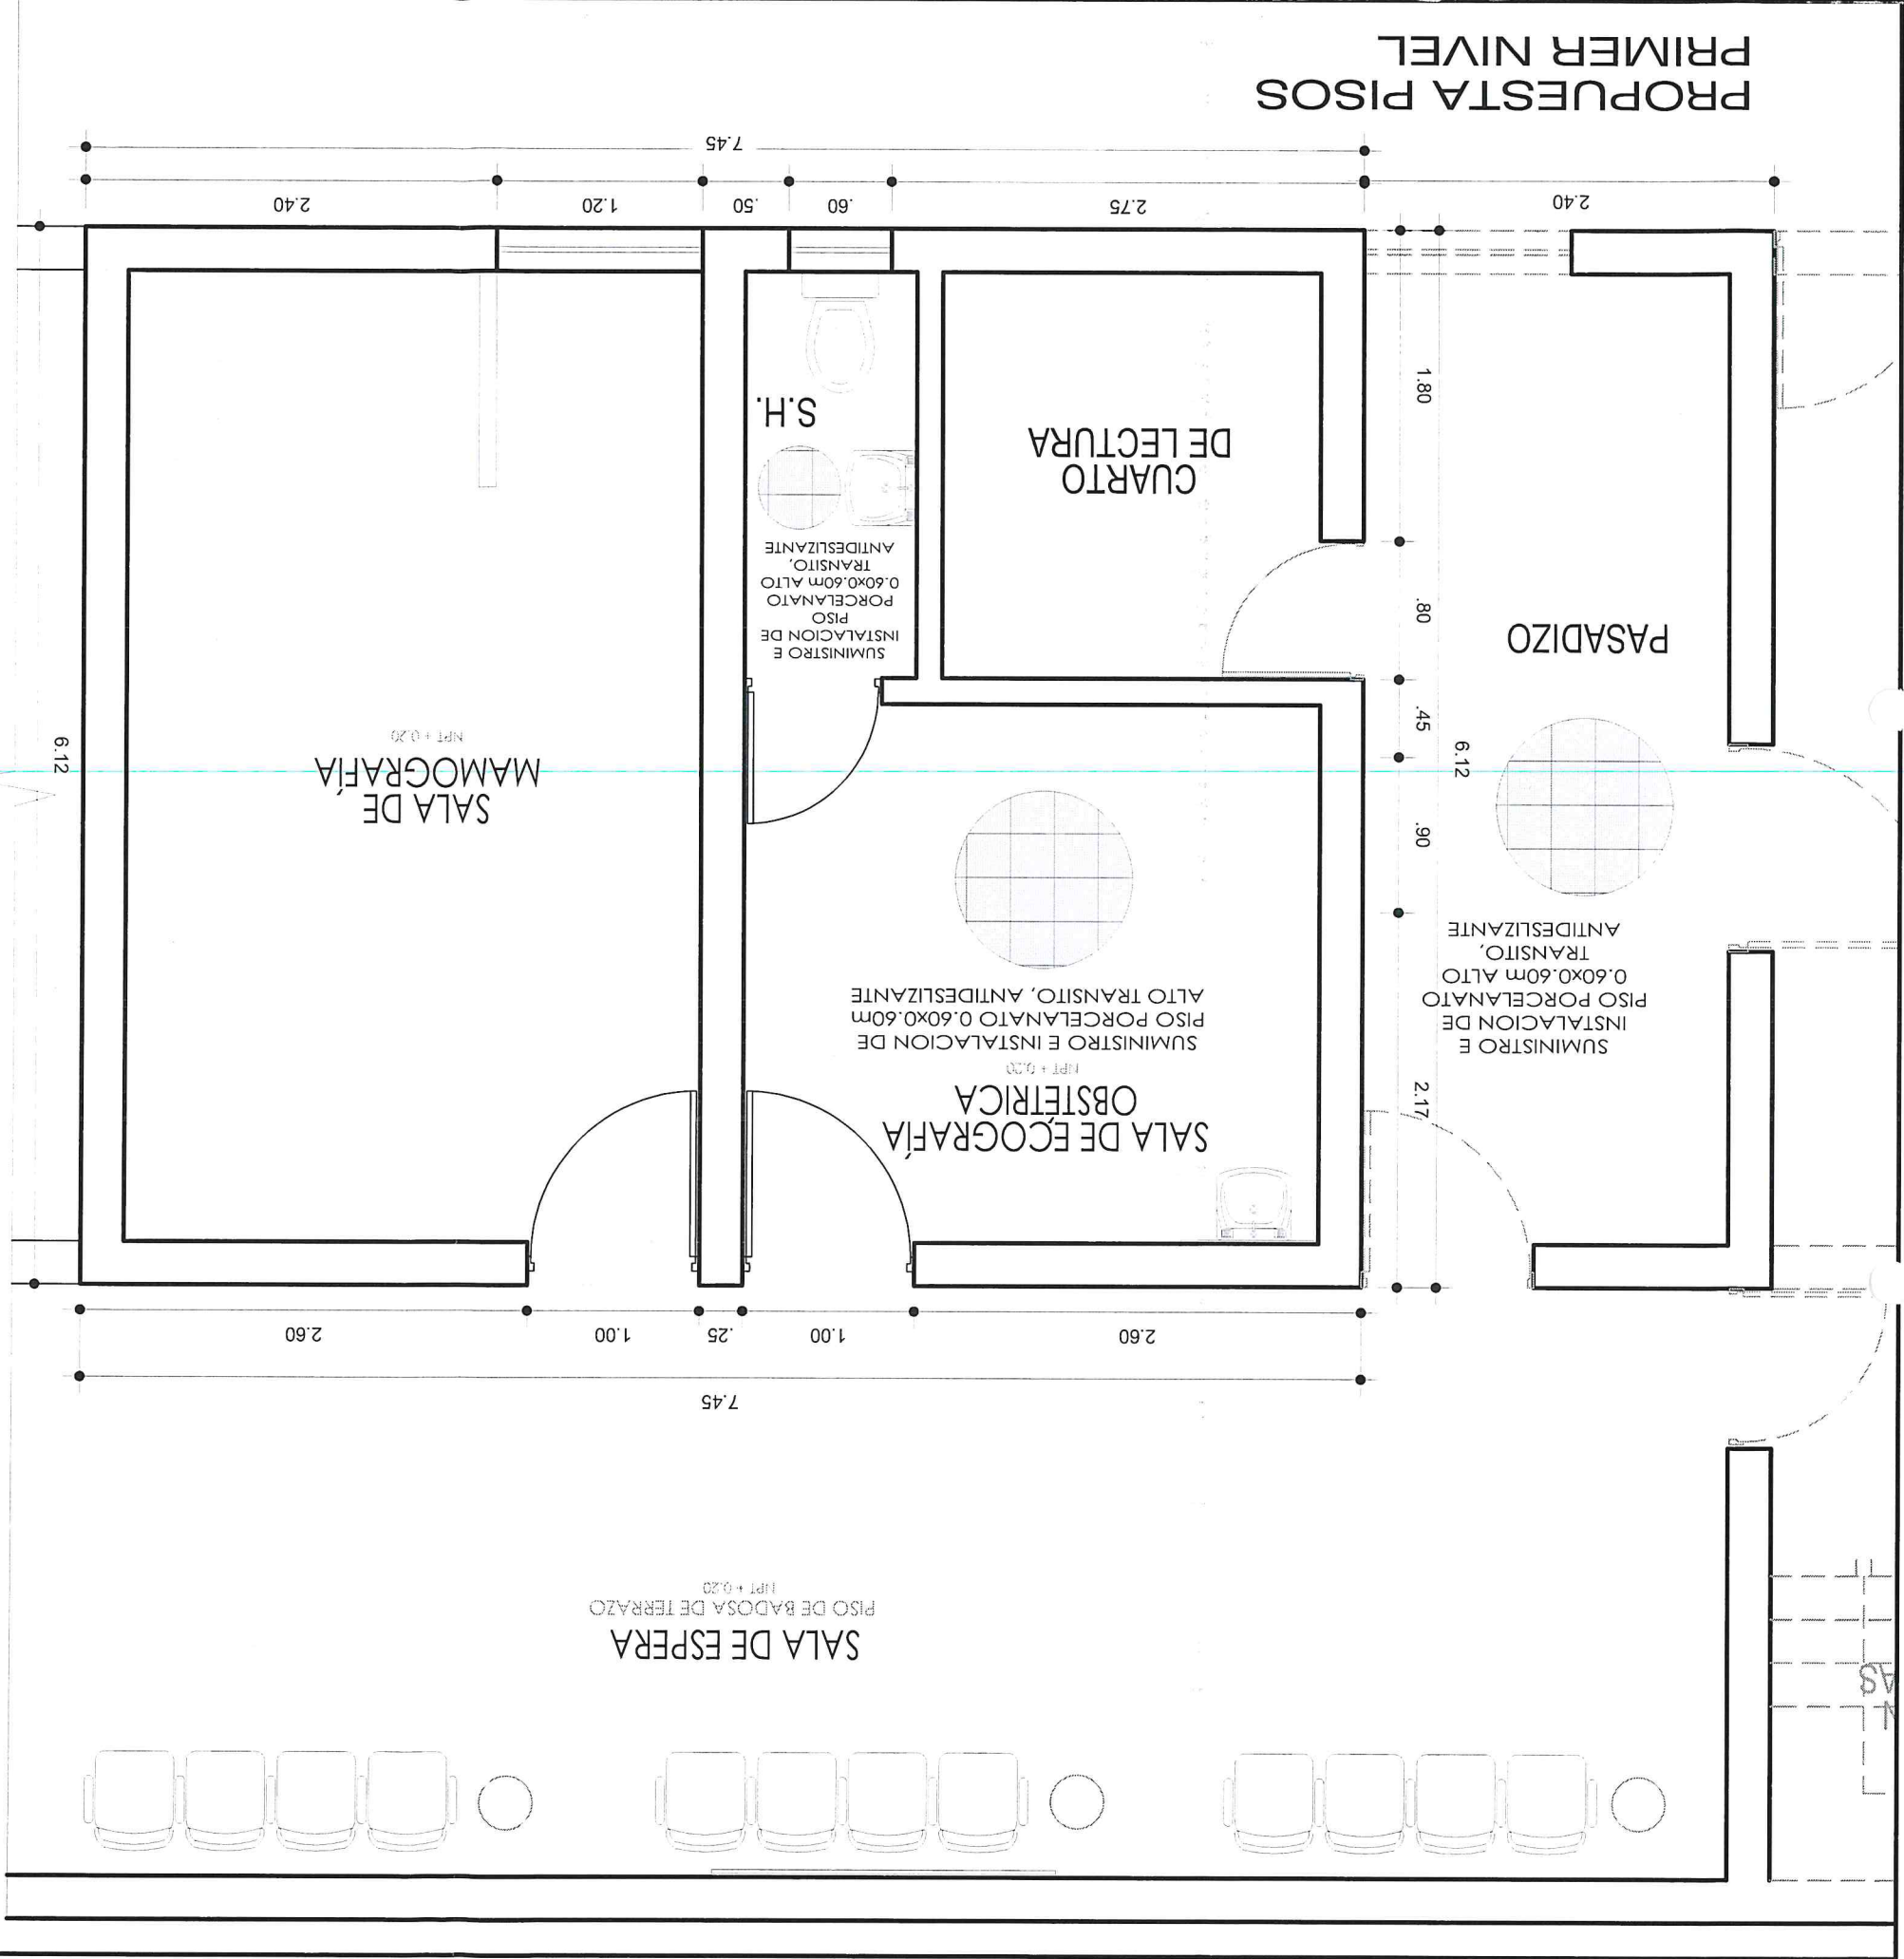 SALA DE ESPERA
PISO DE BADOSA DE TERRAZO
NPT + 0.20
7.45
2.60
1.00
.25
1.00
2.60
2.17
SALA DE ECOGRAFÍA
OBSTÉTRICA
NPT + 0.20
SUMINISTRO E INSTALACION DE
PISO PORCELANATO 0.60x0.60m
ALTO TRANSITO, ANTIDESLIZANTE
SUMINISTRO E
INSTALACION DE
PISO PORCELANATO
0.60x0.60m ALTO
TRANSITO,
ANTIDESLIZANTE
.90
6.12
.45
SALA DE
MAMOGRAFÍA
NPT + 0.20
6.12
PASADIZO
.80
SUMINISTRO E
INSTALACION DE
PISO
PORCELANATO
0.60x0.60m ALTO
TRANSITO,
ANTIDESLIZANTE
S.H.
CUARTO
DE LECTURA
1.80
2.40
2.75
.60
.50
1.20
2.40
7.45
PROPUESTA PISOS
PRIMER NIVEL